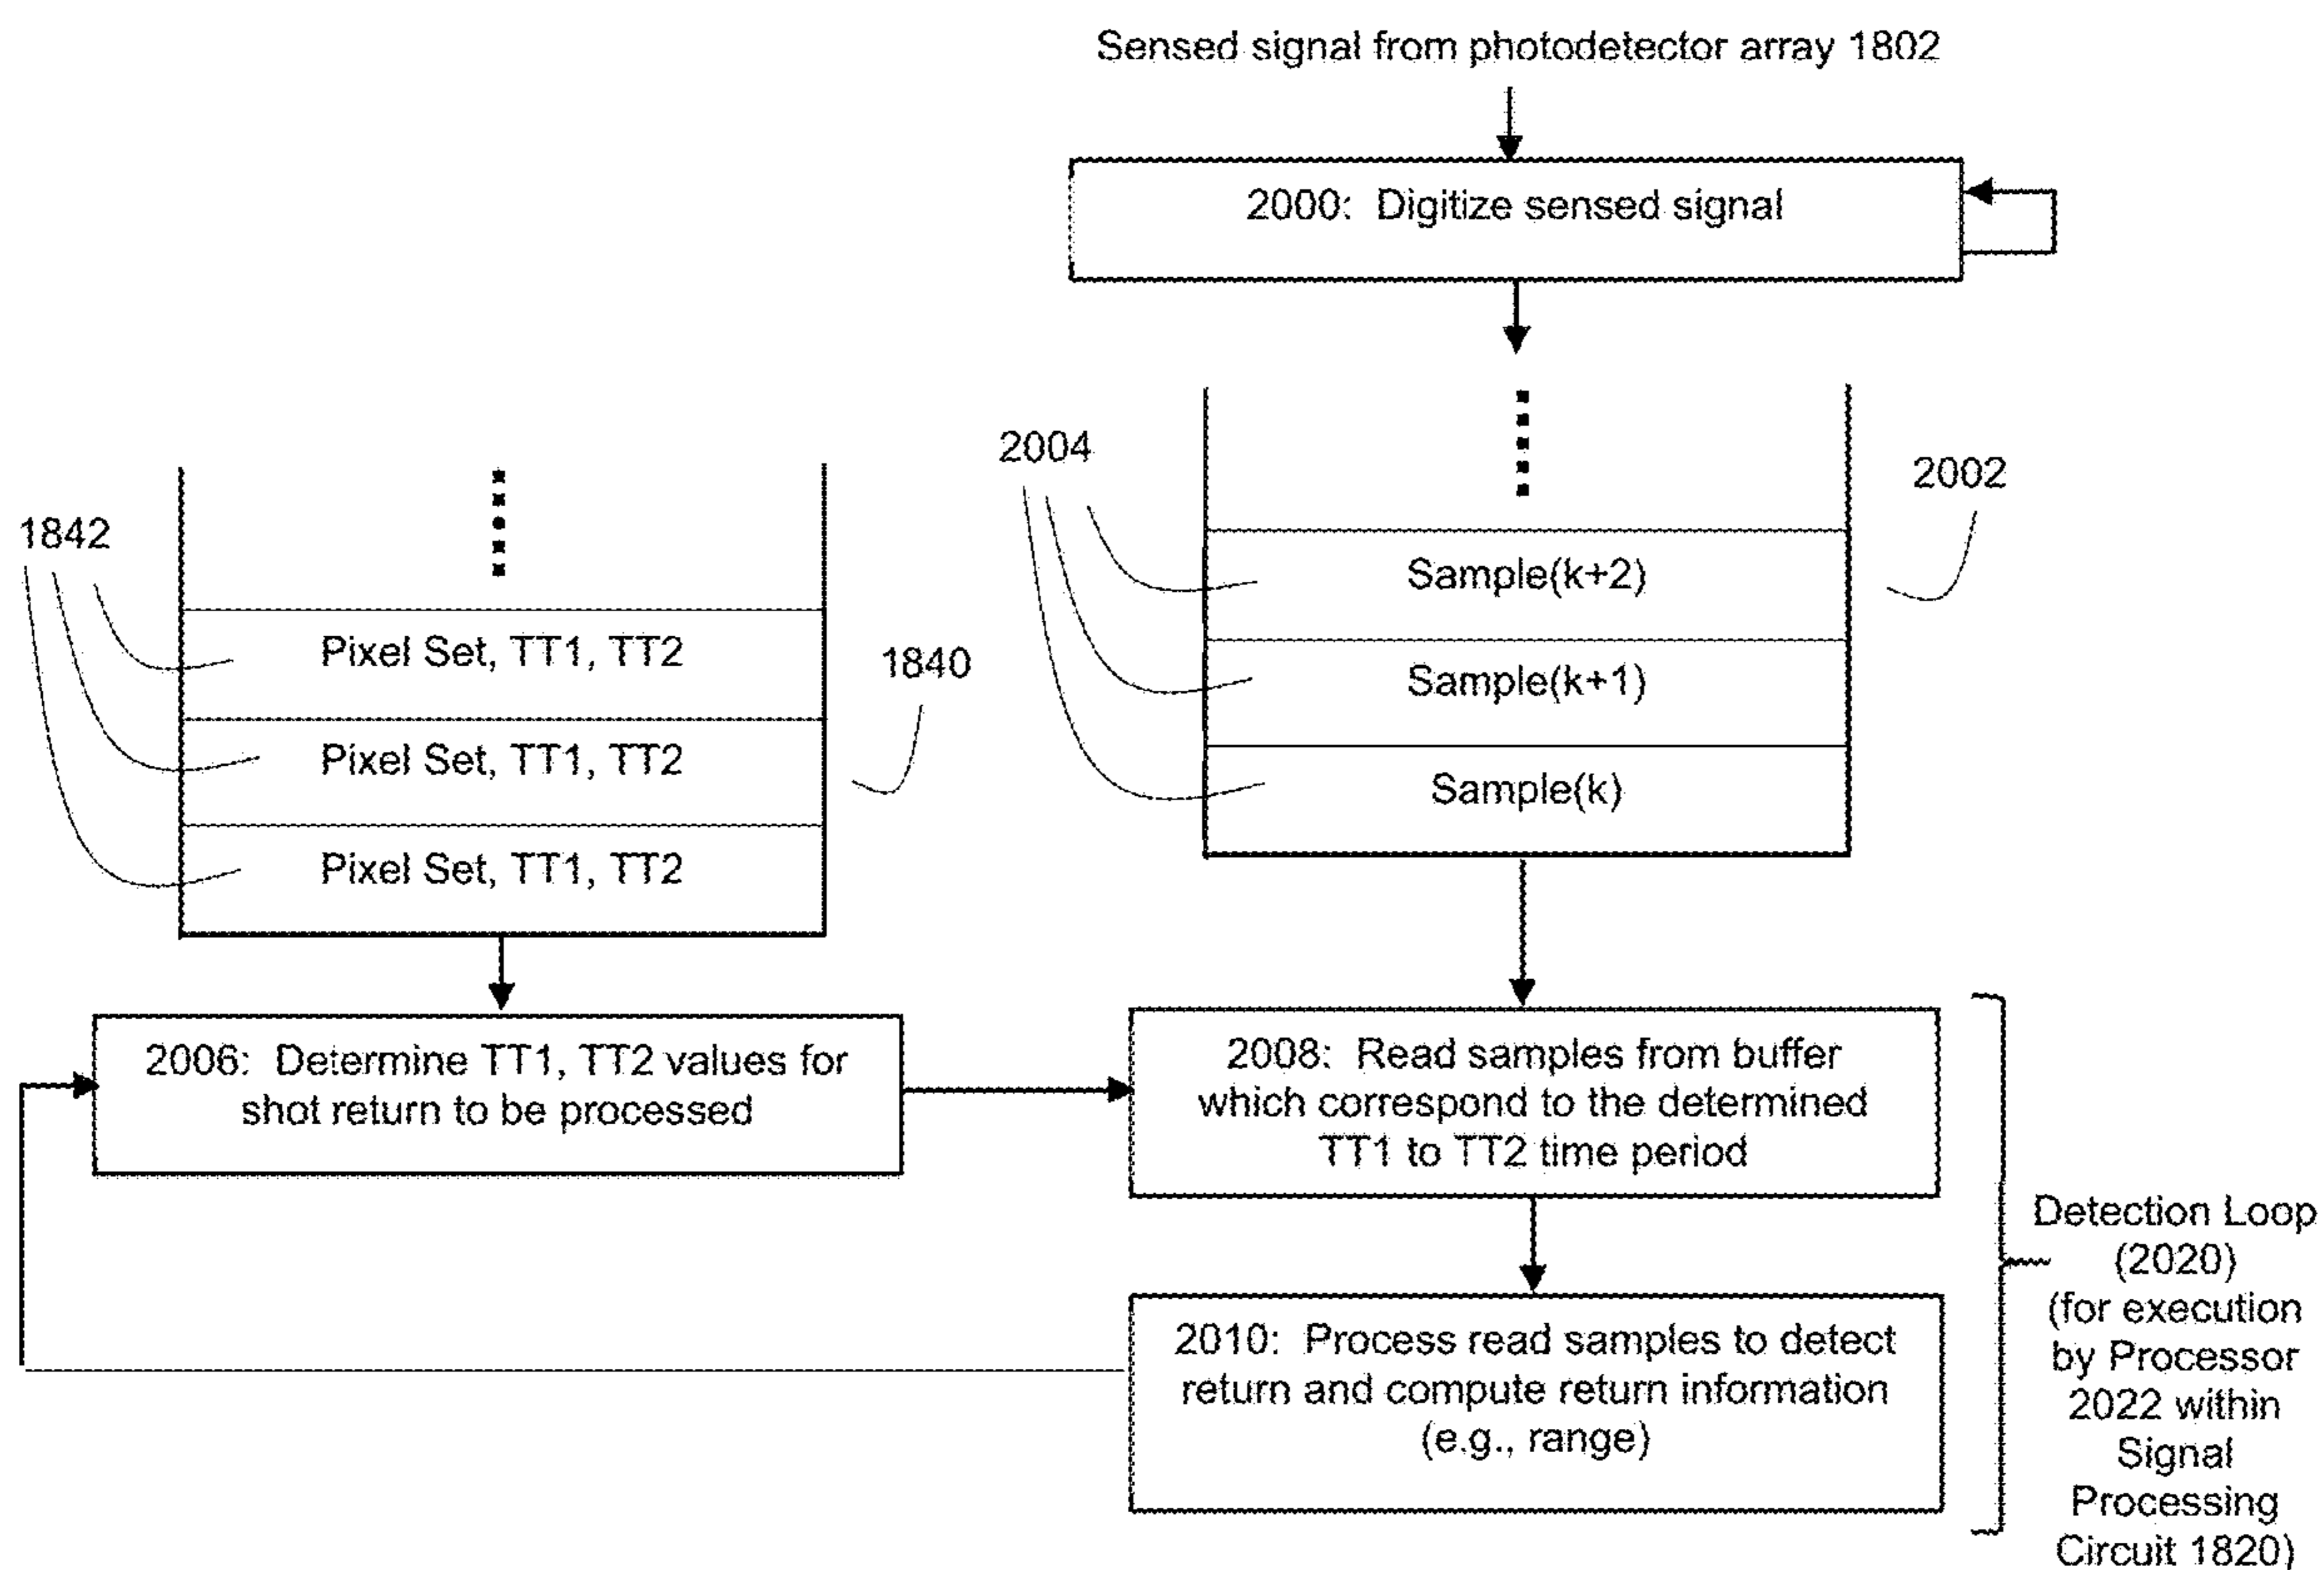 Sensed signal from photodetector array 1802
2000: Digitize sensed signal
2004
2002
1842
Sample(k+2)
Pixel Set, TT1, TT2
1840
Sample(k+1)
Pixel Set, TT1, TT2
Sample(k)
Pixel Set, TT1, TT2
2006: Determine TT1, TT2 values for
shot return to be processed
2008: Read samples from buffer
which correspond to the determined
TT1 to TT2 time period
2010: Process read samples to detect
return and compute return information
(e.g., range)
Detection Loop
(2020)
(for execution
by Processor
2022 within
Signal
Processing
Circuit 1820)